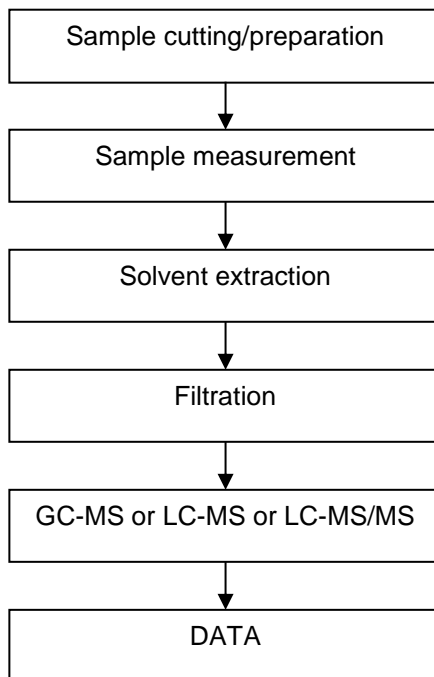 Sample cutting/preparation
Sample measurement
Solvent extraction
Filtration
GC-MS or LC-MS or LC-MS/MS
DATA